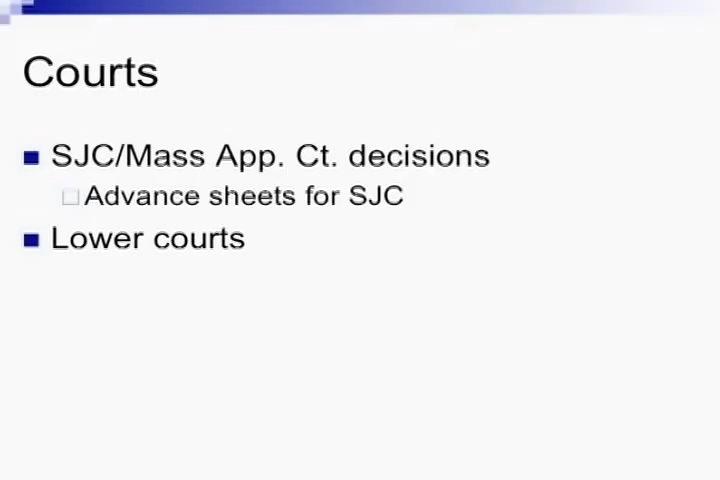 Courts
SJC/Mass App. Ct. decisions
Advance sheets for SJC
Lower courts